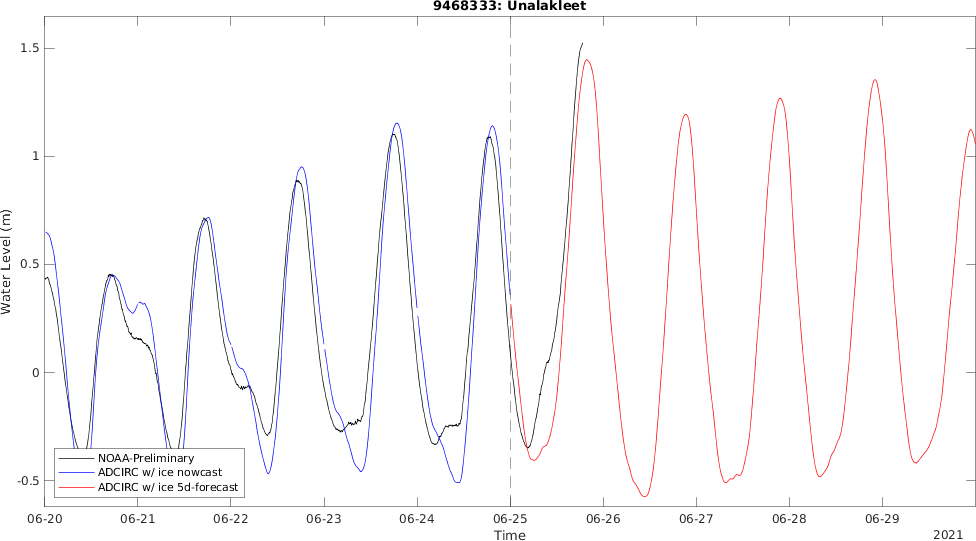 9468333: Unalakleet
Water Level (m)
1.5
1
0.5
0
-0.5
NOAA-Preliminary
ADCIRC w/ ice nowcast
ADCIRC w/ ice 5d-forecast
06-20 06-21 06-22 06-23 06-24 06-25 06-26 06-27 06-28 06-29
Time
2021